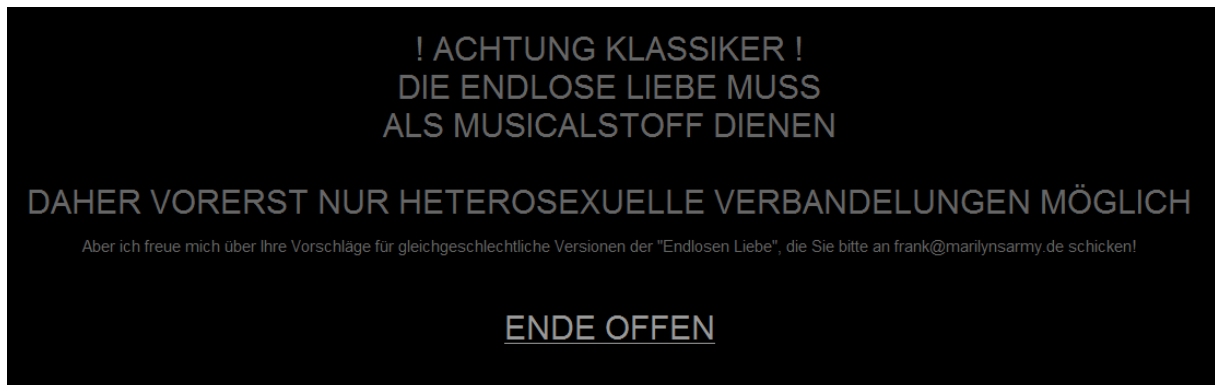 ! ACHTUNG KLASSIKER !
DIE ENDLOSE LIEBE MUSS
ALS MUSICALSTOFF DIENEN
DAHER VORERST NUR HETEROSEXUELLE VERBANDELUNGEN MÖGLICH
Aber ich freue mich über Ihre Vorschläge für gleichgeschlechtliche Versionen der "Endlosen Liebe", die Sie bitte an frank@marilynsarmy.de schicken!
ENDE OFFEN